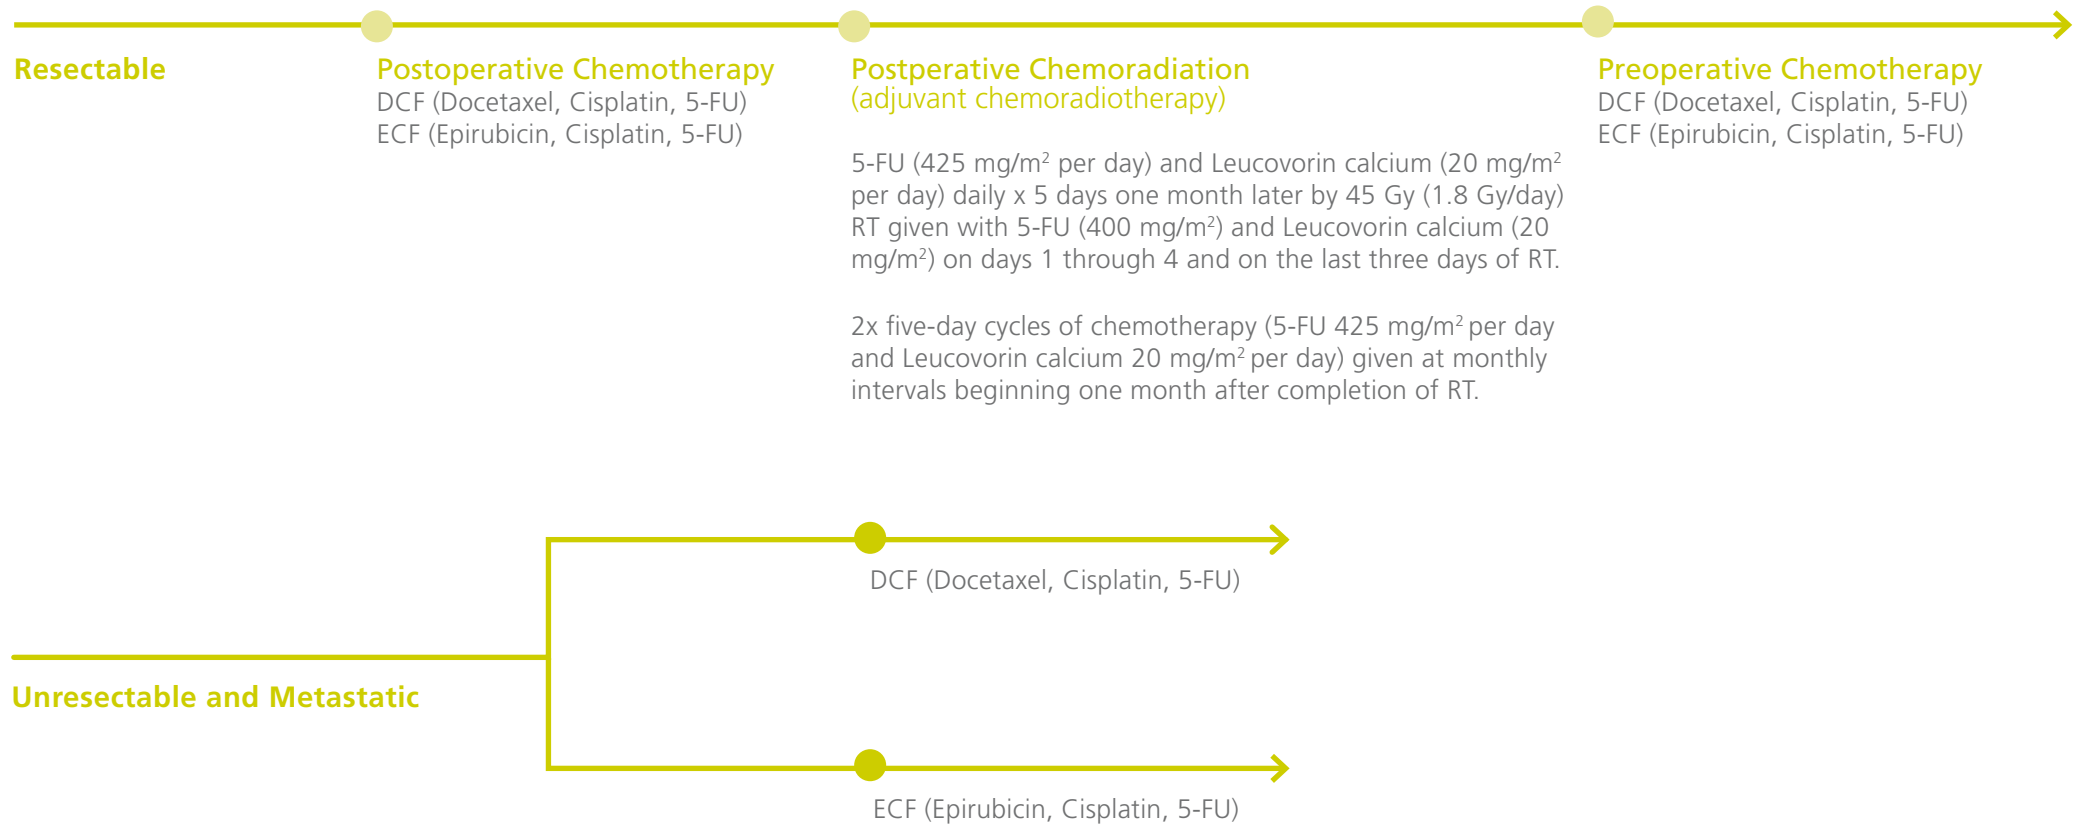 Resectable
Postoperative Chemotherapy
DCF (Docetaxel, Cisplatin, 5-FU)
ECF (Epirubicin, Cisplatin, 5-FU)
Postperative Chemoradiation
(adjuvant chemoradiotherapy)
5-FU (425 mg/m² per day) and Leucovorin calcium (20 mg/m²
per day) daily x 5 days one month later by 45 Gy (1.8 Gy/day)
RT given with 5-FU (400 mg/m²) and Leucovorin calcium (20
mg/m²) on days 1 through 4 and on the last three days of RT.
2x five-day cycles of chemotherapy (5-FU 425 mg/m² per day
and Leucovorin calcium 20 mg/m² per day) given at monthly
intervals beginning one month after completion of RT.
Preoperative Chemotherapy
DCF (Docetaxel, Cisplatin, 5-FU)
ECF (Epirubicin, Cisplatin, 5-FU)
Unresectable and Metastatic
DCF (Docetaxel, Cisplatin, 5-FU)
ECF (Epirubicin, Cisplatin, 5-FU)